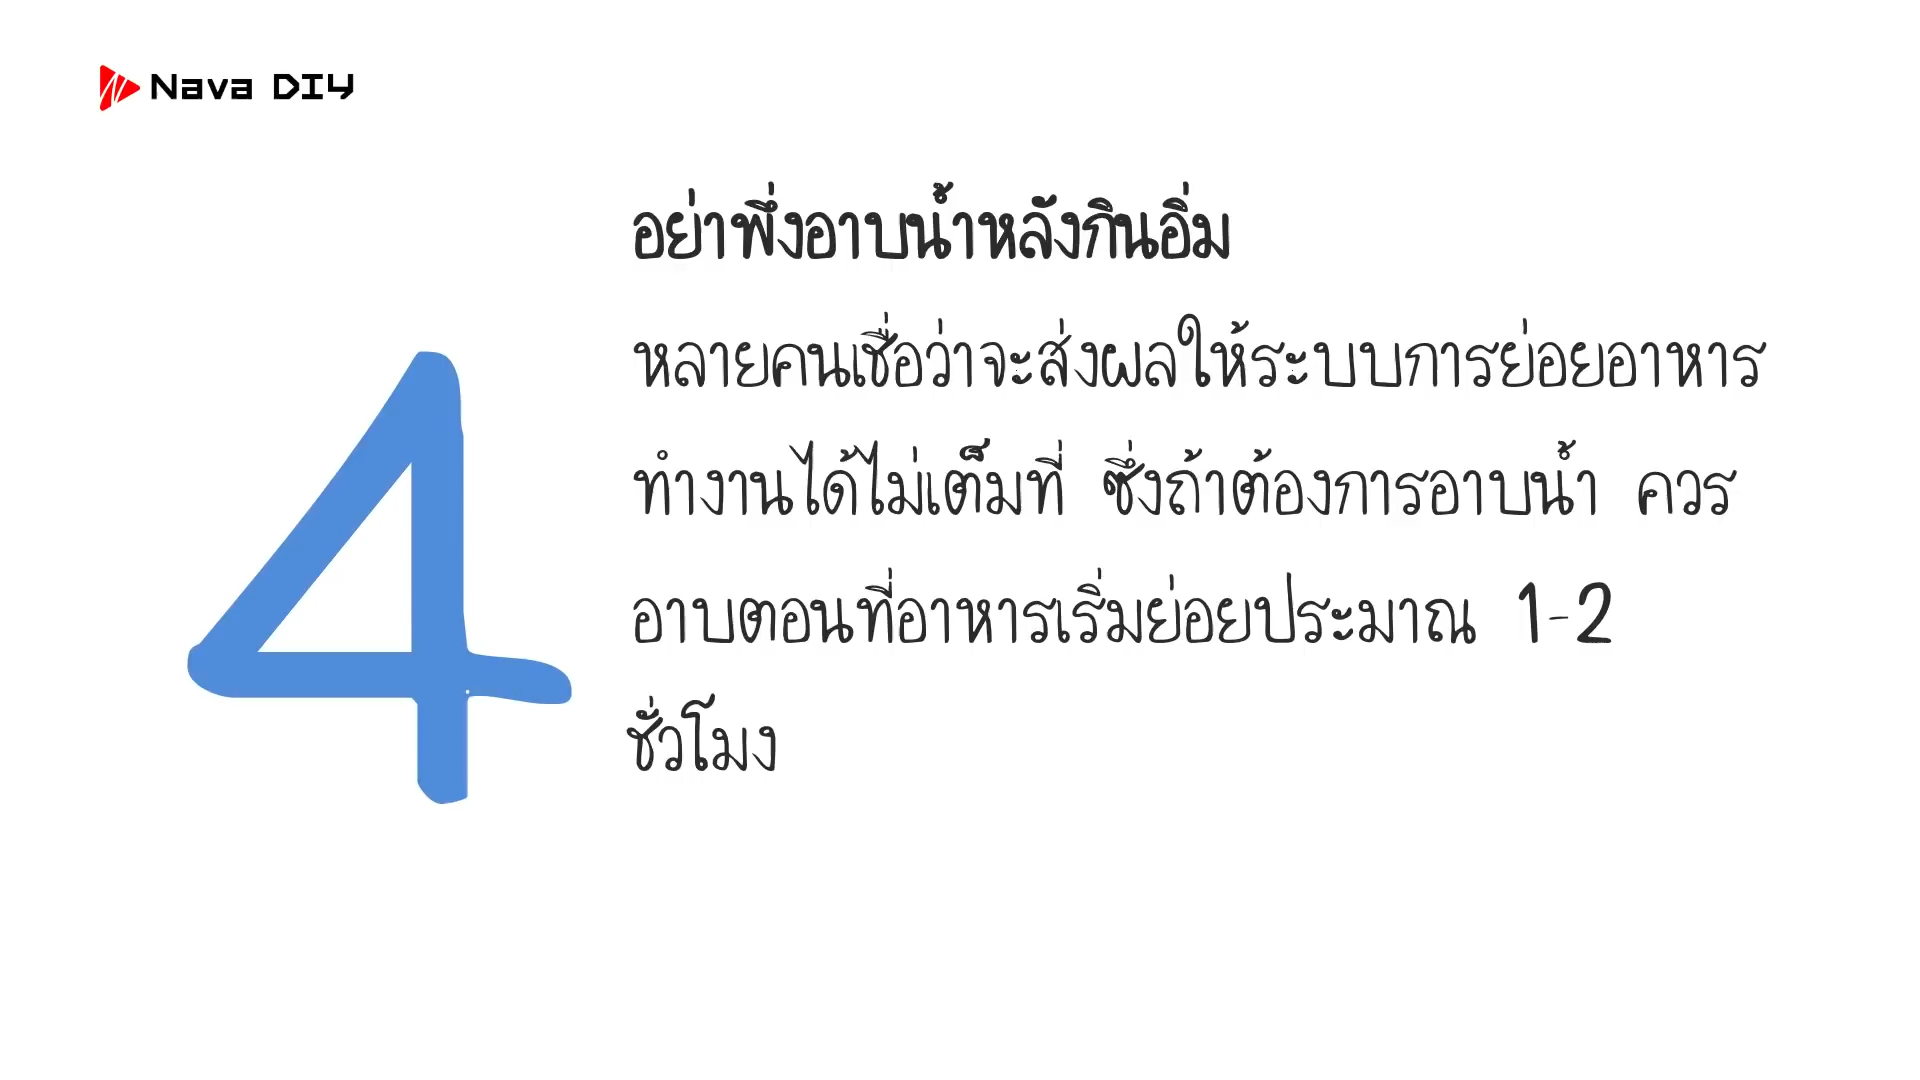 Nava DIY
4
อย่าพึ่งอาบน้ำหลังกินอิ่ม
หลายคนเชื่อว่าจะส่งผลให้ระบบการย่อยอาหาร
ทำงานได้ไม่เต็มที่ ซึ่งถ้าต้องการอาบน้ำ ควร
อาบตอนที่อาหารเริ่มย่อยประมาณ 1-2
ชั่วโมง